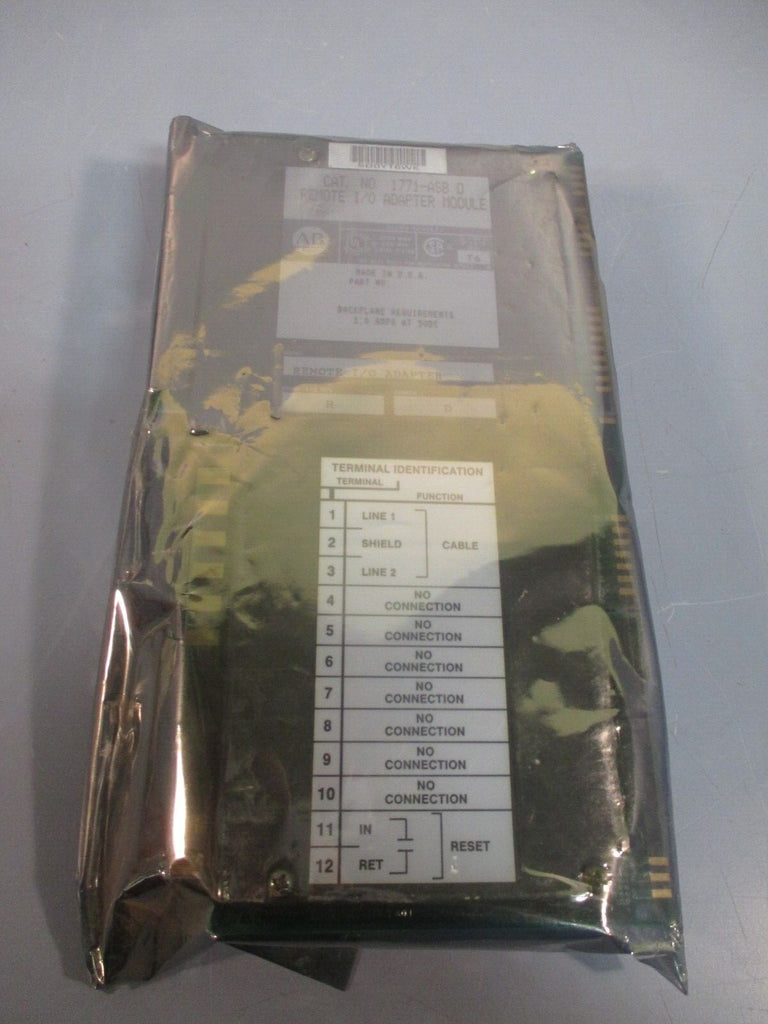 CAT. NO. 1771-ASB D
REMOTE I/O ADAPTER MODULE
AB
T6
MADE IN U.S.A.
PART NO
BACKPLANE REQUIREMENTS
REMOTE I/O ADAPTER
R D
TERMINAL IDENTIFICATION
TERMINAL
FUNCTION
1 LINE 1
2 SHIELD CABLE
3 LINE 2
4 NO
CONNECTION
5 NO
CONNECTION
6 NO
CONNECTION
7 NO
CONNECTION
8 NO
CONNECTION
9 NO
CONNECTION
10 NO
CONNECTION
11 IN
RESET
12 RET